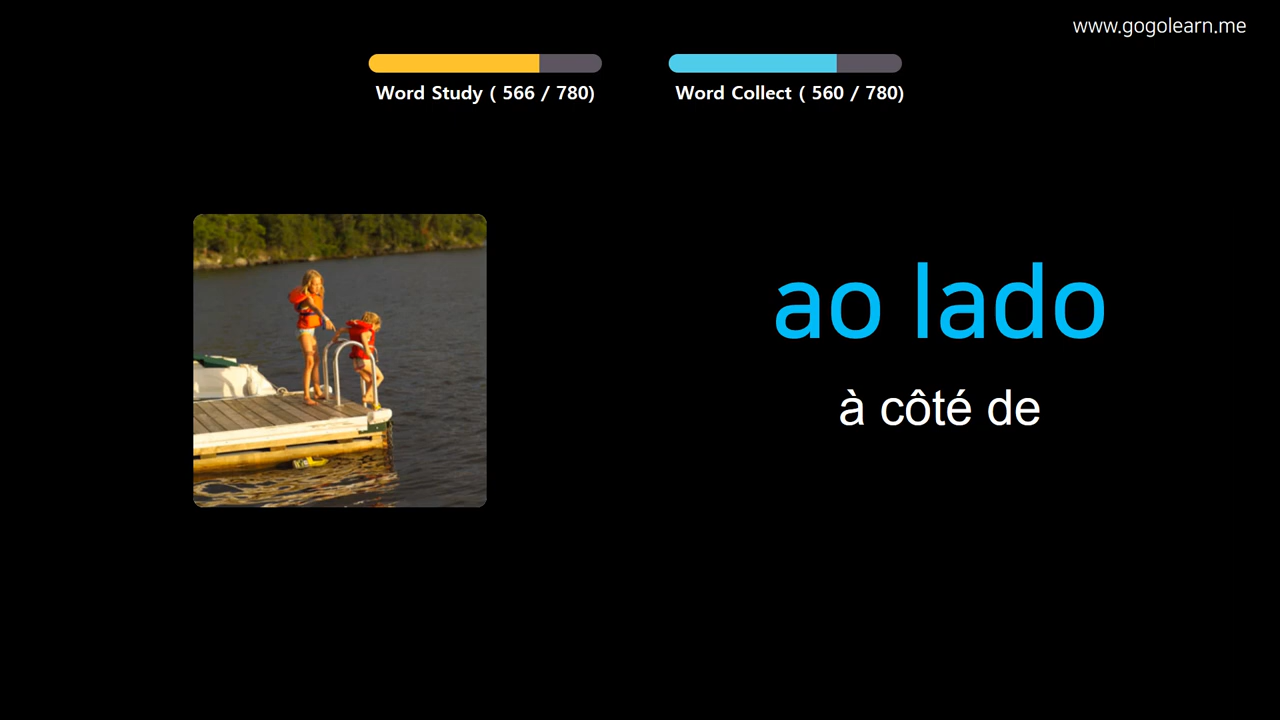 www.gogolearn.me
Word Study ( 566 / 780)
Word Collect ( 560 / 780)
ao lado
à côté de